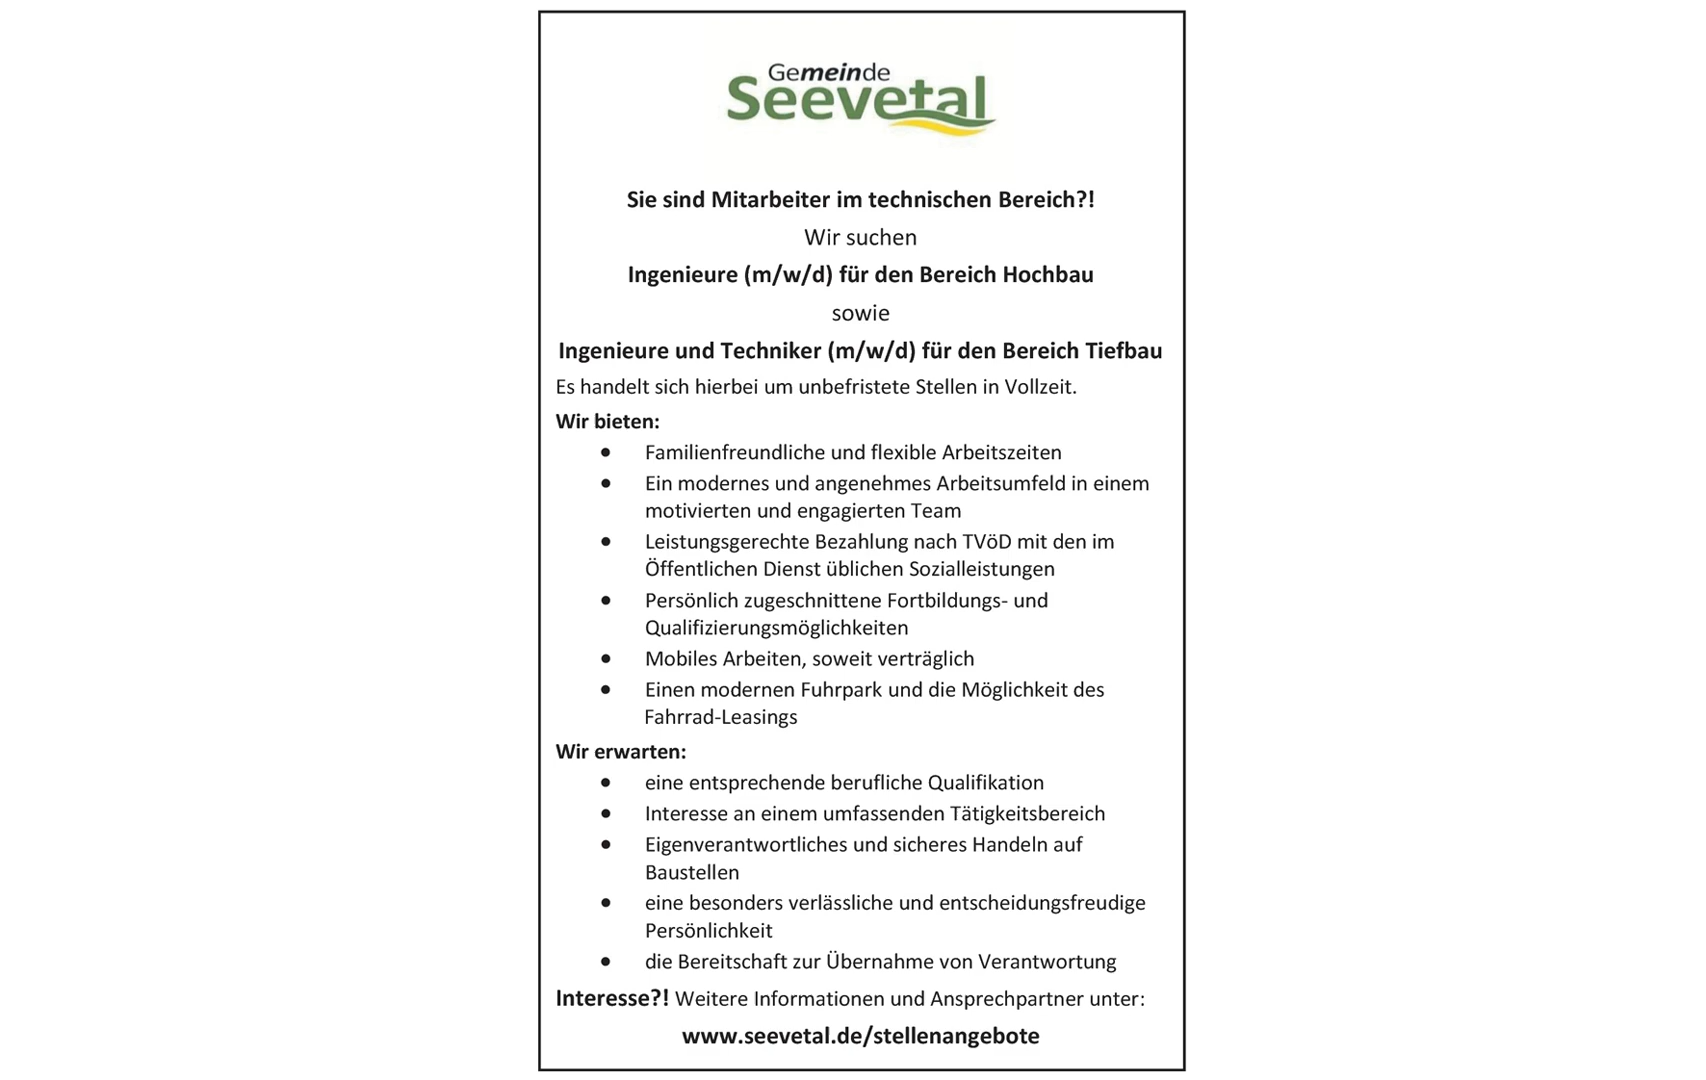 Gemeinde
Seevetal
Sie sind Mitarbeiter im technischen Bereich?!
Wir suchen
Ingenieure (m/w/d) für den Bereich Hochbau
sowie
Ingenieure und Techniker (m/w/d) für den Bereich Tiefbau
Es handelt sich hierbei um unbefristete Stellen in Vollzeit.
Wir bieten:
• Familienfreundliche und flexible Arbeitszeiten
• Ein modernes und angenehmes Arbeitsumfeld in einem
motivierten und engagierten Team
• Leistungsgerechte Bezahlung nach TVöD mit den im
Öffentlichen Dienst üblichen Sozialleistungen
• Persönlich zugeschnittene Fortbildungs- und
Qualifizierungsmöglichkeiten
• Mobiles Arbeiten, soweit verträglich
• Einen modernen Fuhrpark und die Möglichkeit des
Fahrrad-Leasings
Wir erwarten:
• eine entsprechende berufliche Qualifikation
• Interesse an einem umfassenden Tätigkeitsbereich
• Eigenverantwortliches und sicheres Handeln auf
Baustellen
• eine besonders verlässliche und entscheidungsfreudige
Persönlichkeit
• die Bereitschaft zur Übernahme von Verantwortung
Interesse?! Weitere Informationen und Ansprechpartner unter:
www.seevetal.de/stellenangebote